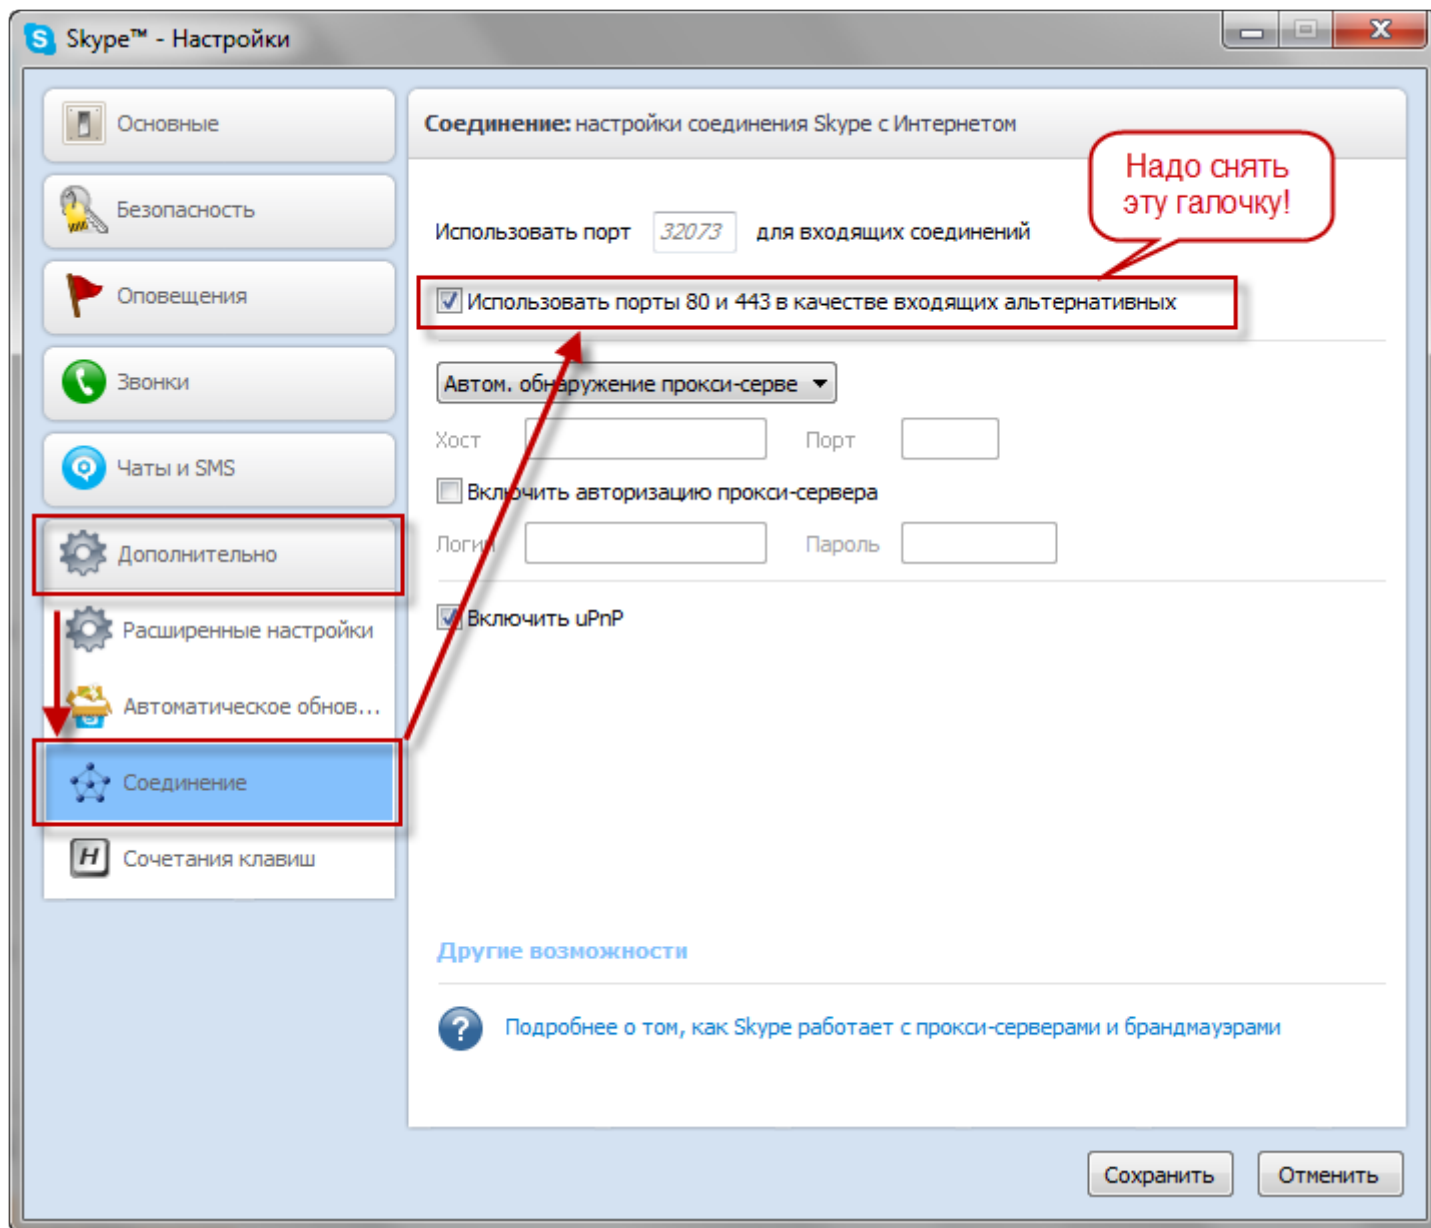 Skype™ - Настройки
Основные
Безопасность
Оповещения
Звонки
Чаты и SMS
Дополнительно
Расширенные настройки
Автоматическое обнов...
Соединение
Сочетания клавиш
Соединение: настройки соединения Skype с Интернетом
Надо снять
эту галочку!
Использовать порт 32073 для входящих соединений
Использовать порты 80 и 443 в качестве входящих альтернативных
Автом. обнаружение прокси-серве
Хост Порт
Включить авторизацию прокси-сервера
Логин Пароль
Включить uPnP
Другие возможности
Подробнее о том, как Skype работает с прокси-серверами и брандмауэрами
Сохранить Отменить